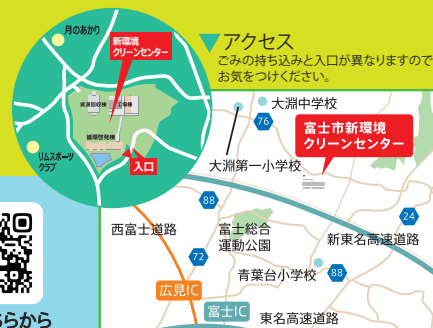 月のあかり
新環境
クリーンセンター
資源回収棟
工場棟
循環啓発棟
リムスポーツ
クラブ
入口
▼アクセス
ごみの持ち込みと入口が異なりますので
お気をつけください。
大淵中学校
76
富士市新環境
クリーンセンター
大淵第一小学校
88
西富士道路
富士総合
運動公園
24
新東名高速道路
72
青葉台小学校
88
広見IC
富士IC
東名高速道路
ちらから